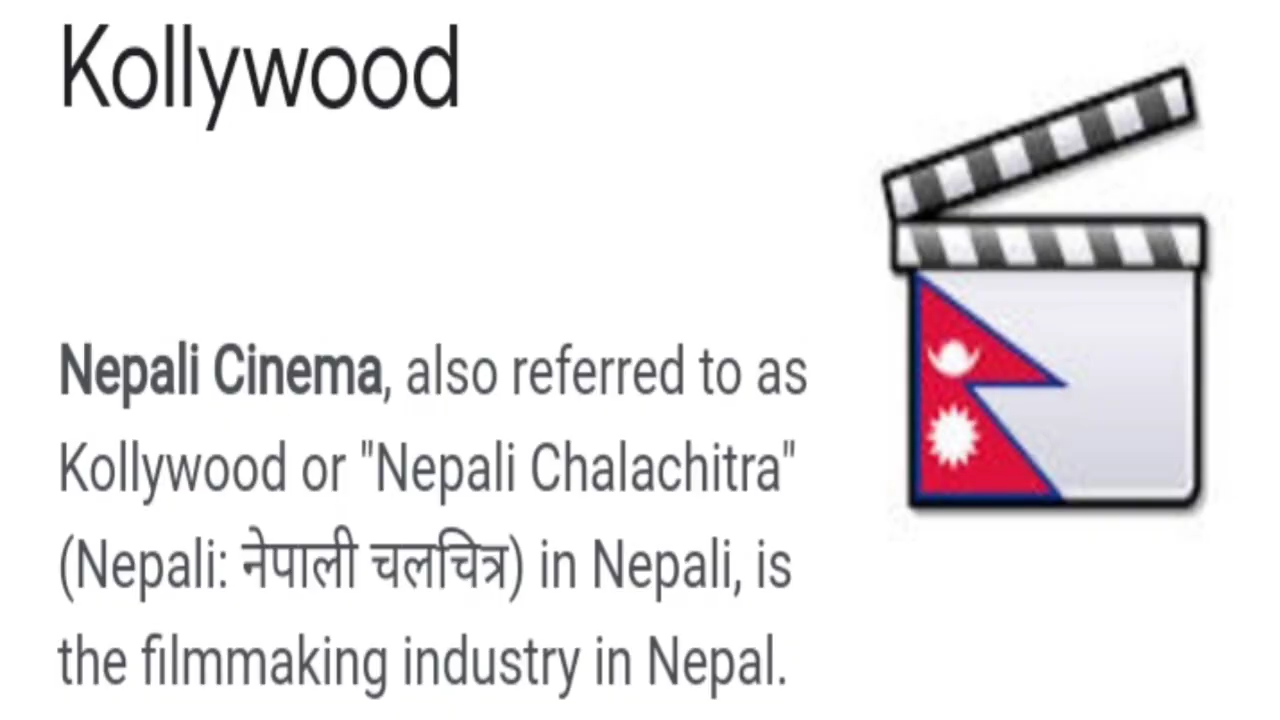 Kollywood
Nepali Cinema, also referred to as
Kollywood or "Nepali Chalachitra"
(Nepali: नेपाली चलचित्र) in Nepali, is
the filmmaking industry in Nepal.